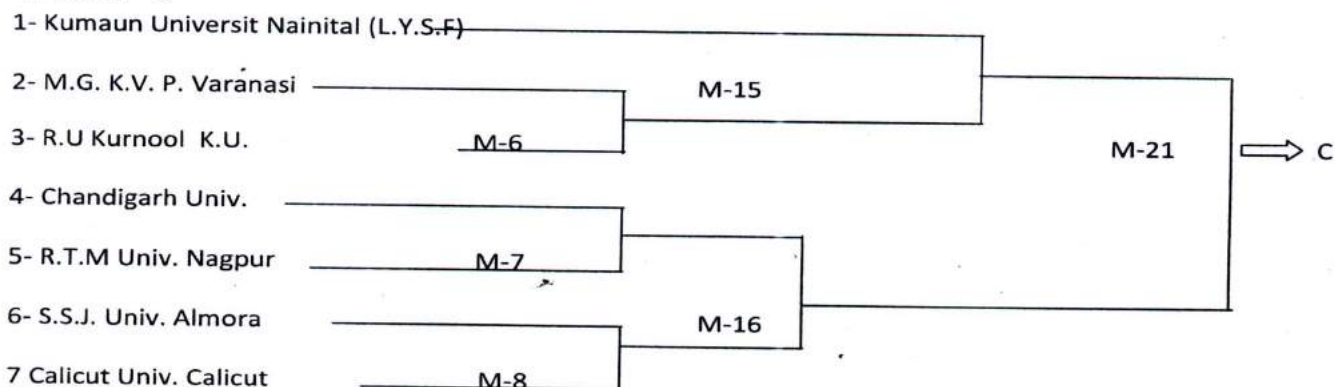 1- Kumaun Universit Nainital (L.Y.S.F)
2- M.G. K.V. P. Varanasi
M-15
3- R.U Kurnool K.U.
M-6
M-21
C
4- Chandigarh Univ.
5- R.T.M Univ. Nagpur
M-7
6- S.S.J. Univ. Almora
M-16
7 Calicut Univ. Calicut
M-8